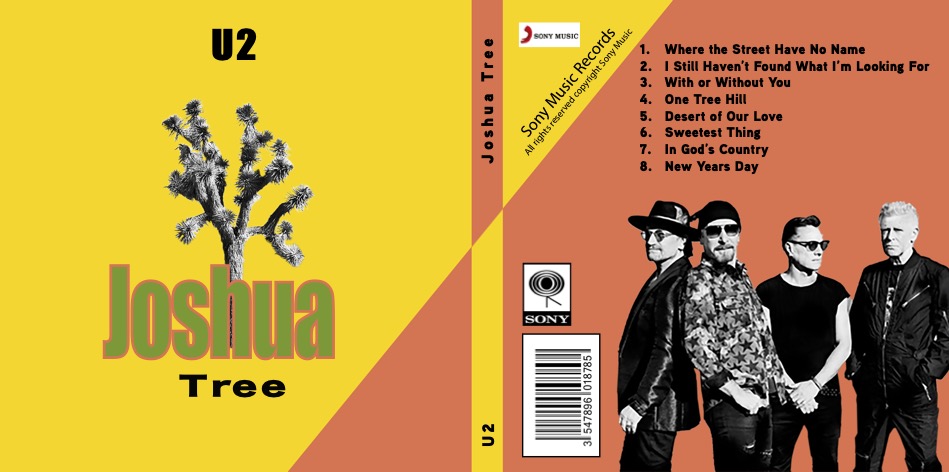 U2
Joshua
Tree
Joshua Tree
U2
SONY MUSIC
Sony Music Records
All rights reserved copyright Sony Music
1. Where the Street Have No Name
2. I Still Haven't Found What I'm Looking For
3. With or Without You
4. One Tree Hill
5. Desert of Our Love
6. Sweetest Thing
7. In God's Country
8. New Years Day
SONY
3 547896 018785